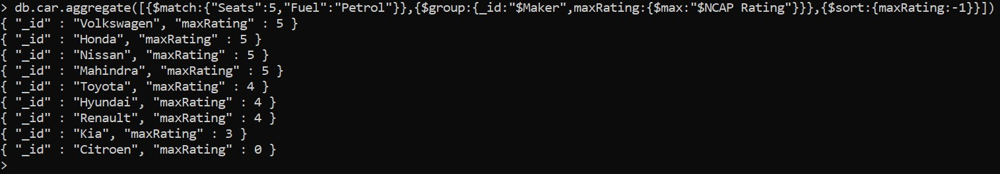 > db.car.aggregate([{$match:{"Seats":5,"Fuel":"Petrol"}},{$group:{_id:"$Maker",maxRating:{$max:"$NCAP Rating"}}},{$sort:{maxRating:-1}}])
{ "_id" : "Volkswagen", "maxRating" : 5 }
{ "_id" : "Honda", "maxRating" : 5 }
{ "_id" : "Nissan", "maxRating" : 5 }
{ "_id" : "Mahindra", "maxRating" : 5 }
{ "_id" : "Toyota", "maxRating" : 4 }
{ "_id" : "Hyundai", "maxRating" : 4 }
{ "_id" : "Renault", "maxRating" : 4 }
{ "_id" : "Kia", "maxRating" : 3 }
{ "_id" : "Citroen", "maxRating" : 0 }
>